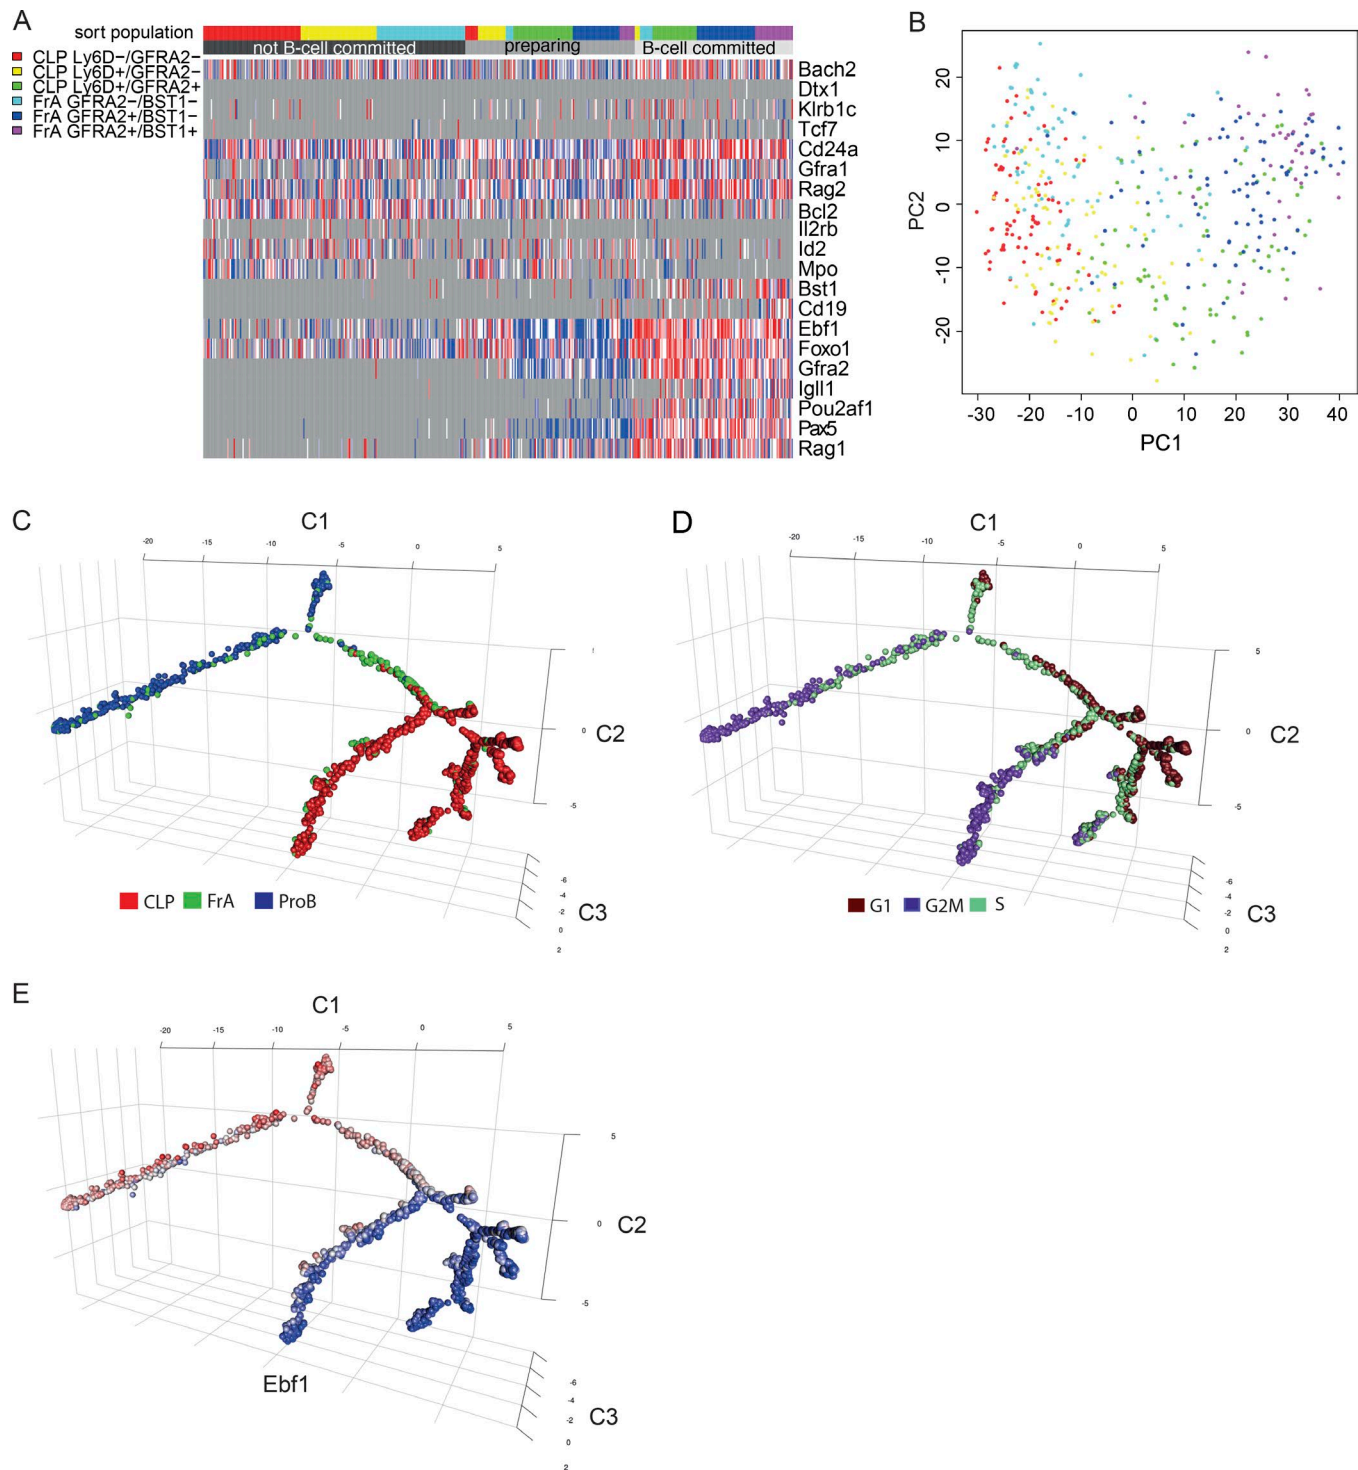 A
sort population
CLP Ly6D−/GFRA2−
CLP Ly6D+/GFRA2−
CLP Ly6D+/GFRA2+
FrA GFRA2−/BST1−
FrA GFRA2+/BST1−
FrA GFRA2+/BST1+
not B-cell committed
preparing
B-cell committed
Bach2
Dtx1
Klrb1c
Tcf7
Cd24a
Gfra1
Rag2
Bcl2
Il2rb
Id2
Mpo
Bst1
Cd19
Ebf1
Foxo1
Gfra2
Igll1
Pou2af1
Pax5
Rag1
B
PC2
20
10
0
-10
-20
-30 -20 -10 0 10 20 30 40
PC1
C
C1
-20 -15 -10 -5 0 5
0
-5
C2
-6
-4
-2
0
2
C3
CLP FrA ProB
D
C1
-20 -15 -10 -5 0 5
5
0
-5
C2
-6
-4
-2
0
2
C3
G1 G2M S
E
C1
-20 -15 -10 -5 0 5
5
0
-5
C2
-6
-4
-2
0
2
C3
Ebf1